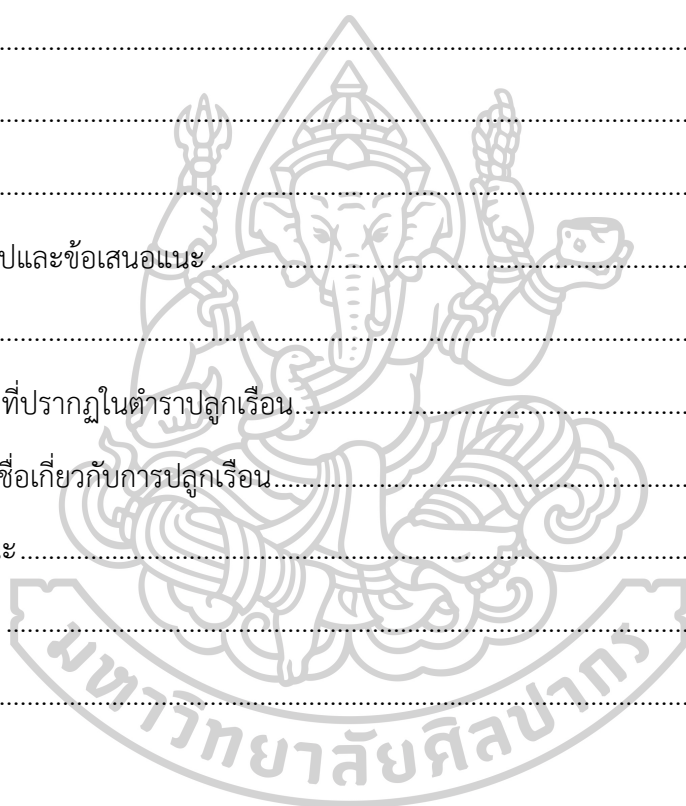 ....................................................................................................
....................................................................................................
....................................................................................................
ปและข้อเสนอแนะ....................................................................
....................................................................................................
ที่ปรากฏในตำราปลูกเรือน........................................................
ชื่อเกี่ยวกับการปลูกเรือน...........................................................
ะ.................................................................................................
....................................................................................................
....................................................................................................
มหาวิทยาลัยศิลปากร